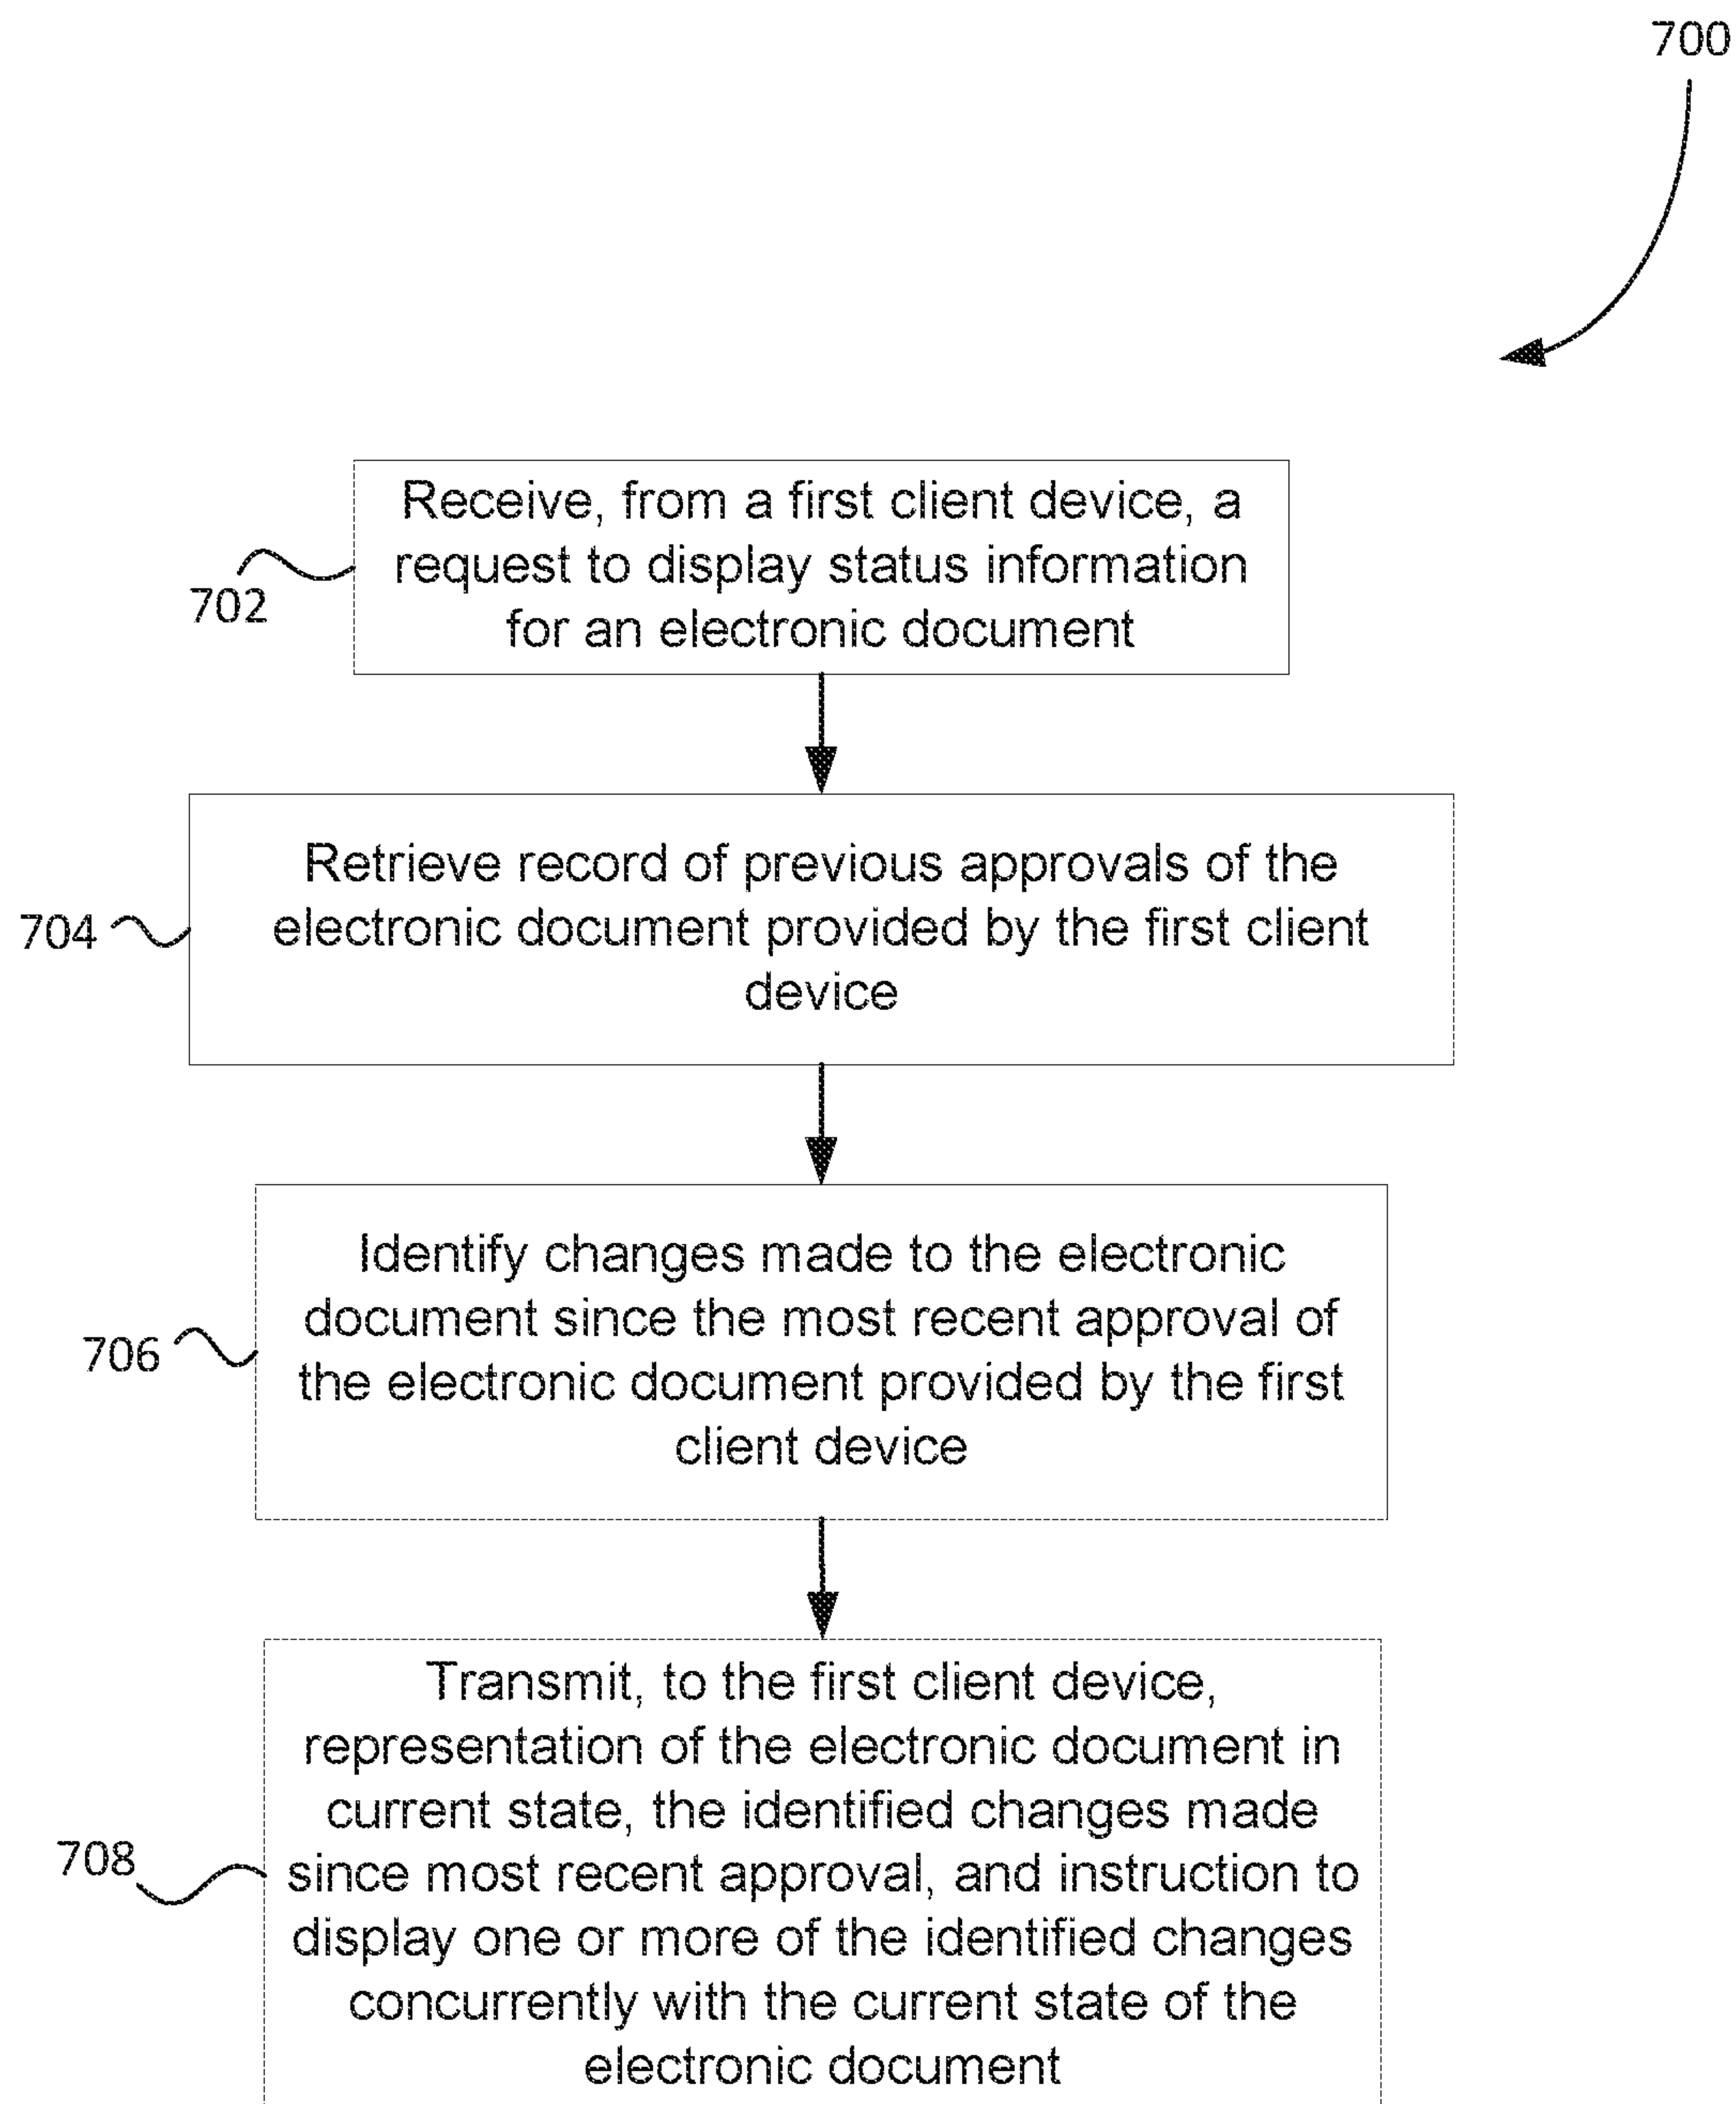 700
Receive, from a first client device, a
request to display status information
for an electronic document
702
Retrieve record of previous approvals of the
electronic document provided by the first client
device
704
Identify changes made to the electronic
document since the most recent approval of
the electronic document provided by the first
client device
706
Transmit, to the first client device,
representation of the electronic document in
current state, the identified changes made
since most recent approval, and instruction to
display one or more of the identified changes
concurrently with the current state of the
electronic document
708